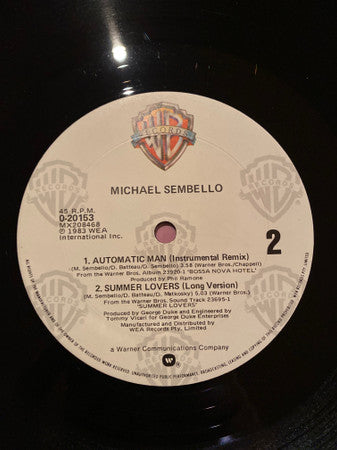 WB
RECORDS
MICHAEL SEMBELLO
45 R.P.M.
0-20153
MX208468
℗ 1983 WEA
International Inc.
2
1. AUTOMATIC MAN (Instrumental Remix)
(M. Sembello/D. Batteau/D. Sembello) 2.58 (Warner Bros./Chappell)
From the Warner Bros. Album 23920-1 'BOSSA NOVA HOTEL'
Produced by Phil Ramone
2. SUMMER LOVERS (Long Version)
(M. Sembello/D. Batteau/D. Metkosky) 5.03 (Warner Bros.)
From the Warner Bros. Sound Track 23695-1
'SUMMER LOVERS'
Produced by George Duke and Engineered by
Tommy Vicari for George Duke Enterprises
Manufactured and Distributed by
WEA Records Pty. Limited
a Warner Communications Company